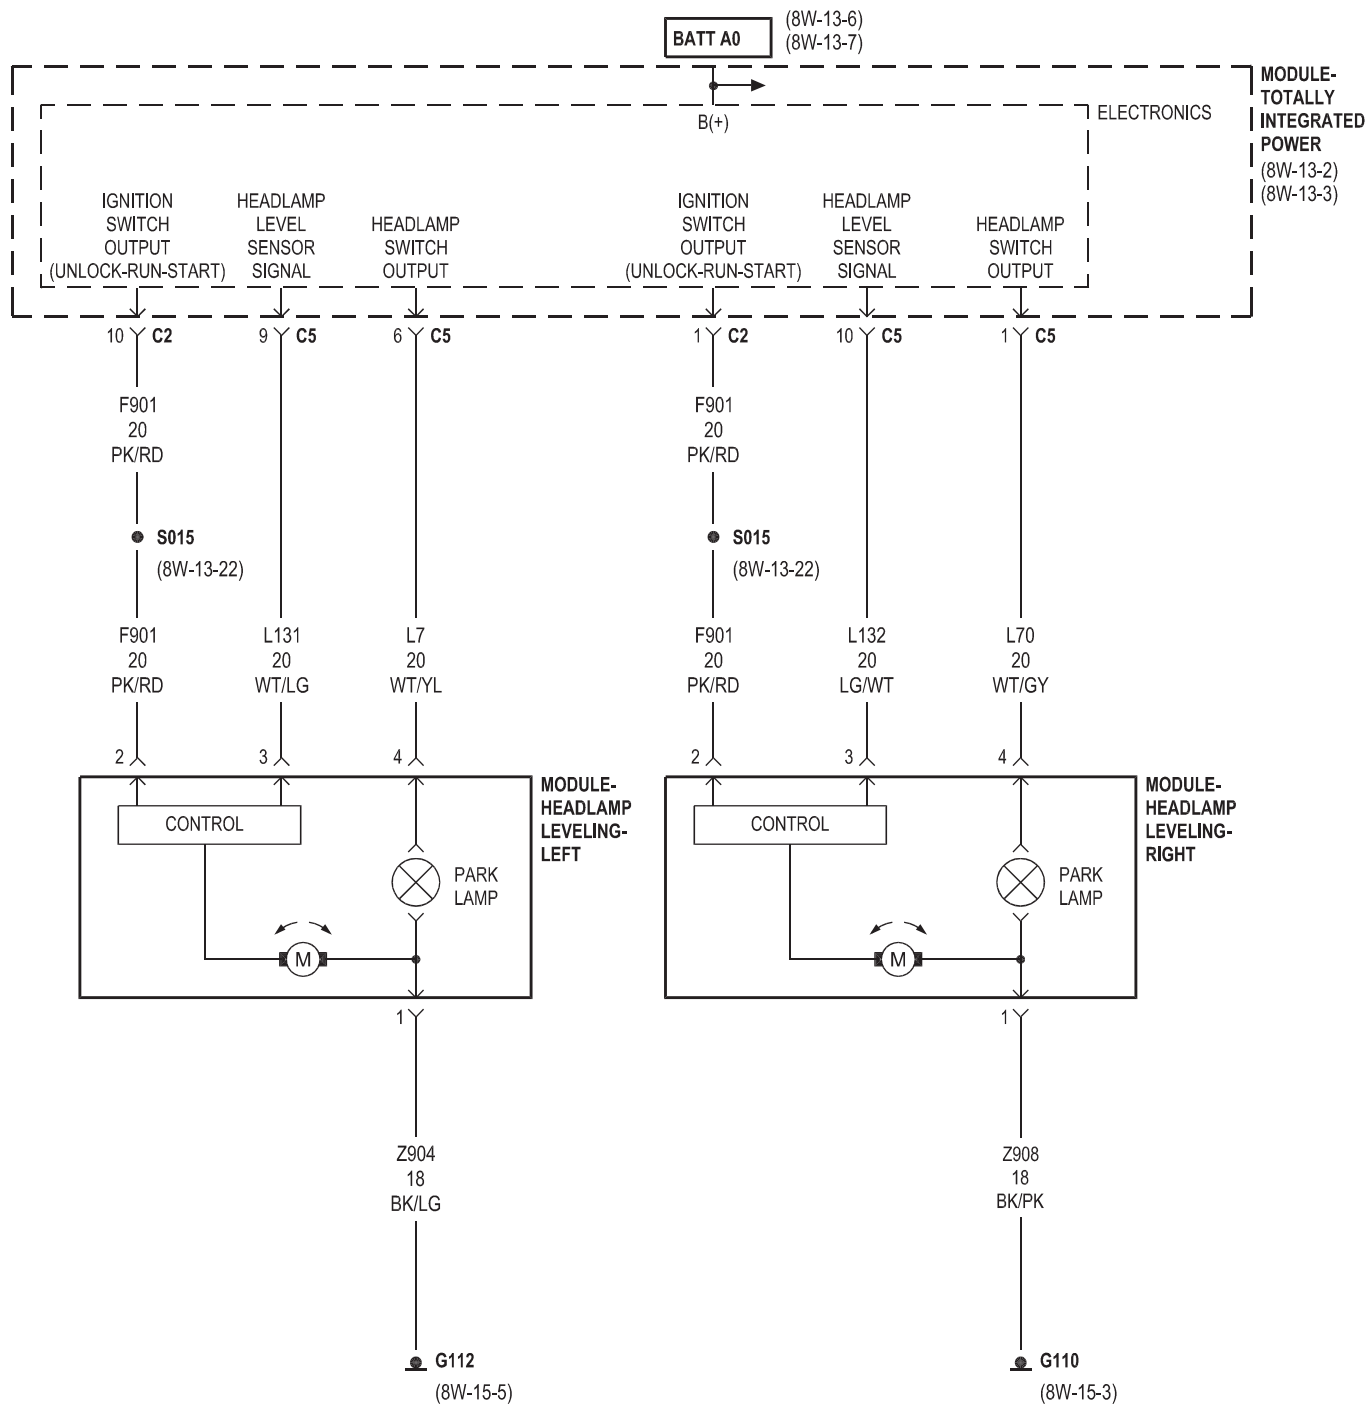 BATT A0
(8W-13-6)
(8W-13-7)
MODULE-
TOTALLY
INTEGRATED
POWER
(8W-13-2)
(8W-13-3)
ELECTRONICS
B(+)
IGNITION
SWITCH
OUTPUT
(UNLOCK-RUN-START)
HEADLAMP
LEVEL
SENSOR
SIGNAL
HEADLAMP
SWITCH
OUTPUT
IGNITION
SWITCH
OUTPUT
(UNLOCK-RUN-START)
HEADLAMP
LEVEL
SENSOR
SIGNAL
HEADLAMP
SWITCH
OUTPUT
10 C2
9 C5
6 C5
1 C2
10 C5
1 C5
F901
20
PK/RD
F901
20
PK/RD
S015
(8W-13-22)
S015
(8W-13-22)
F901
20
PK/RD
L131
20
WT/LG
L7
20
WT/YL
F901
20
PK/RD
L132
20
LG/WT
L70
20
WT/GY
2
3
4
2
3
4
CONTROL
PARK
LAMP
M
MODULE-
HEADLAMP
LEVELING-
LEFT
CONTROL
PARK
LAMP
M
MODULE-
HEADLAMP
LEVELING-
RIGHT
1
1
Z904
18
BK/LG
Z908
18
BK/PK
G112
(8W-15-5)
G110
(8W-15-3)